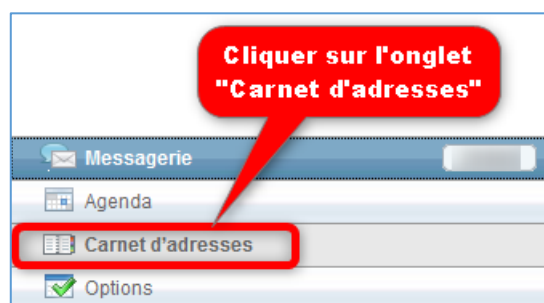 Cliquer sur l'onglet
"Carnet d'adresses"
Messagerie
Agenda
Carnet d'adresses
Options